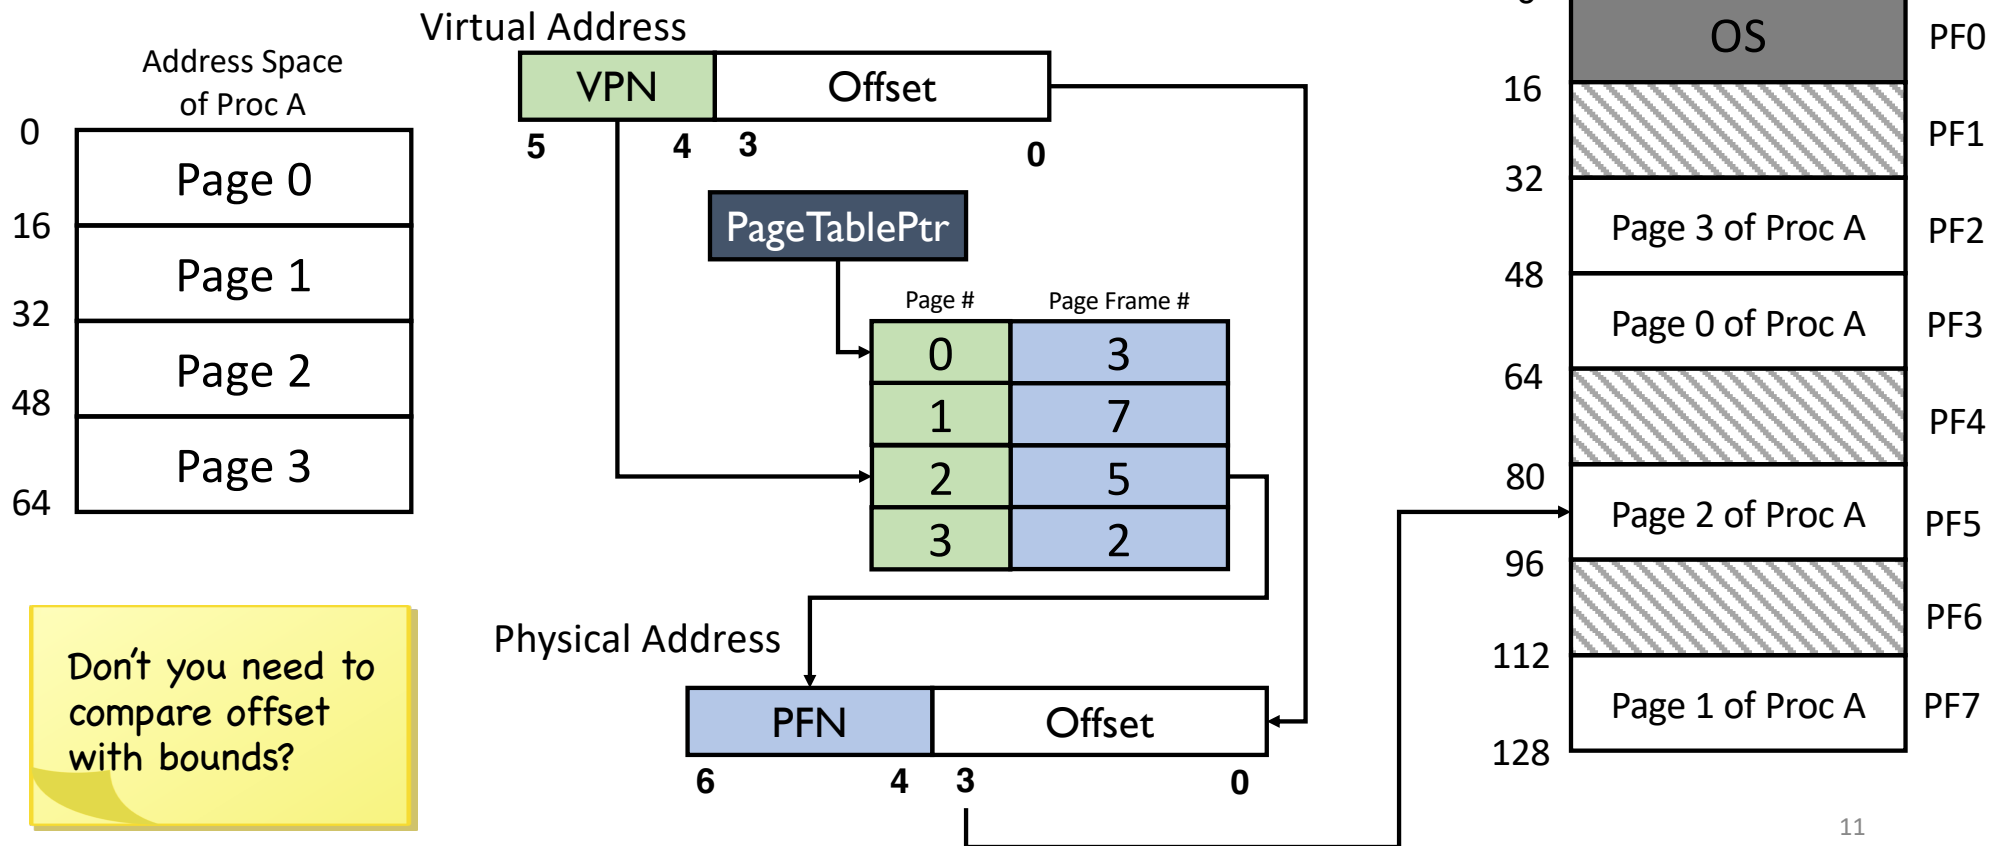 Virtual Address
Address Space
of Proc A
0
Page 0
16
Page 1
32
Page 2
48
Page 3
64
VPN
Offset
5
4
3
0
PageTablePtr
Page #
Page Frame #
0
3
1
7
2
5
3
2
Physical Address
PFN
Offset
6
4
3
0
Don't you need to
compare offset
with bounds?
OS
PF0
16
PF1
32
Page 3 of Proc A
PF2
48
Page 0 of Proc A
PF3
64
PF4
80
Page 2 of Proc A
PF5
96
PF6
112
Page 1 of Proc A
PF7
128
11